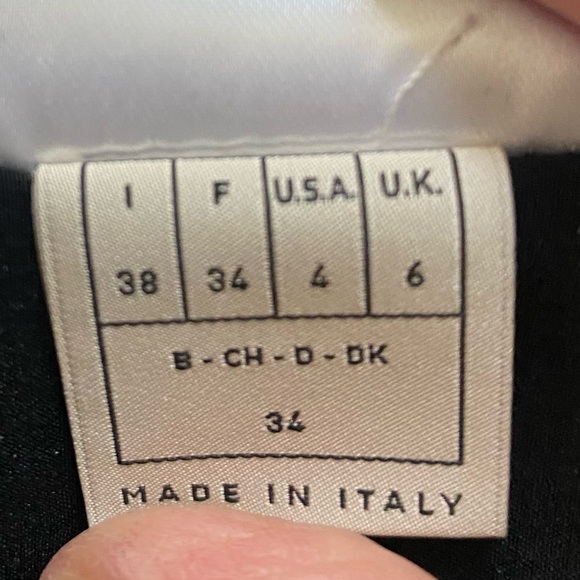 I F U.S.A. U.K.
38 34 4 6
B - CH - D - DK
34
MADE IN ITALY